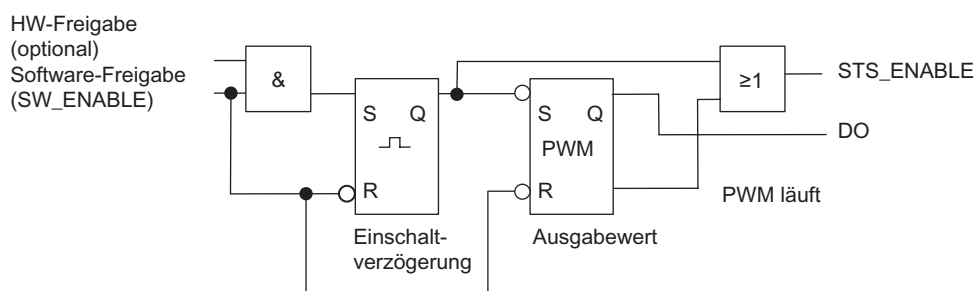 HW-Freigabe
(optional)
Software-Freigabe
(SW_ENABLE)
&
S Q
R
Einschalt-
verzögerung
S Q
PWM
R
Ausgabewert
≥1
STS_ENABLE
DO
PWM läuft